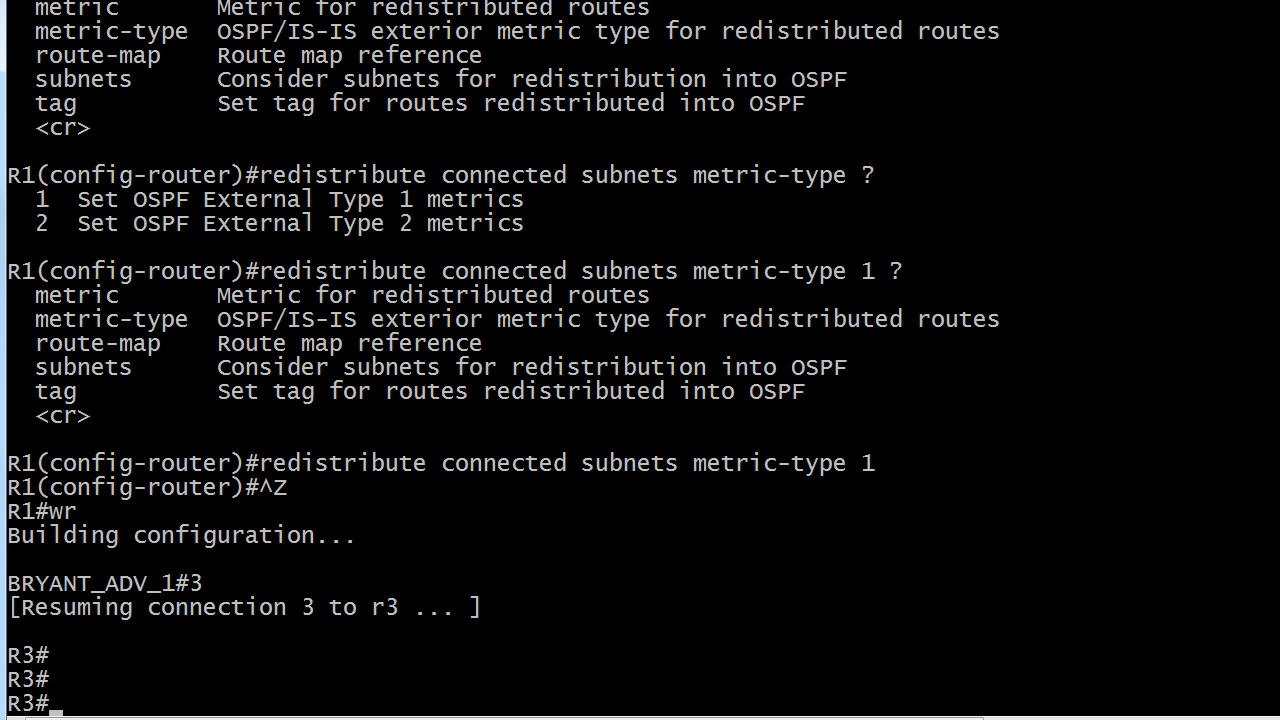 metric       Metric for redistributed routes
metric-type  OSPF/IS-IS exterior metric type for redistributed routes
route-map    Route map reference
subnets      Consider subnets for redistribution into OSPF
tag          Set tag for routes redistributed into OSPF
<cr>
R1(config-router)#redistribute connected subnets metric-type ?
1  Set OSPF External Type 1 metrics
2  Set OSPF External Type 2 metrics
R1(config-router)#redistribute connected subnets metric-type 1 ?
metric       Metric for redistributed routes
metric-type  OSPF/IS-IS exterior metric type for redistributed routes
route-map    Route map reference
subnets      Consider subnets for redistribution into OSPF
tag          Set tag for routes redistributed into OSPF
<cr>
R1(config-router)#redistribute connected subnets metric-type 1
R1(config-router)#^Z
R1#wr
Building configuration...
BRYANT_ADV_1#3
[Resuming connection 3 to r3 ... ]
R3#
R3#
R3#